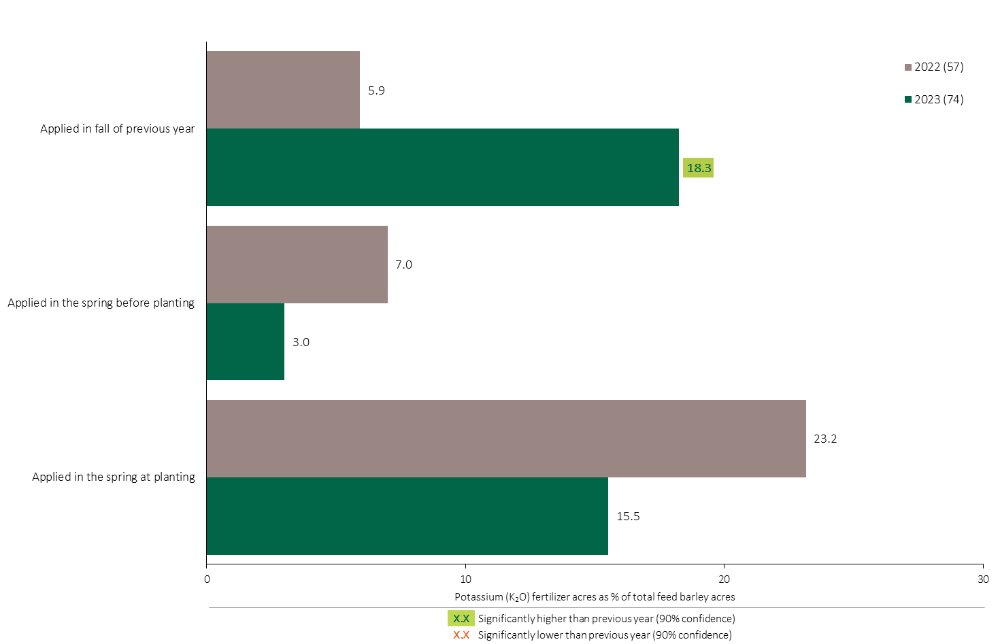 2022 (57)
2023 (74)
Applied in fall of previous year
5.9
18.3
Applied in the spring before planting
7.0
3.0
Applied in the spring at planting
23.2
15.5
0
10
20
30
Potassium (K₂O) fertilizer acres as % of total feed barley acres
X.X Significantly higher than previous year (90% confidence)
X.X Significantly lower than previous year (90% confidence)